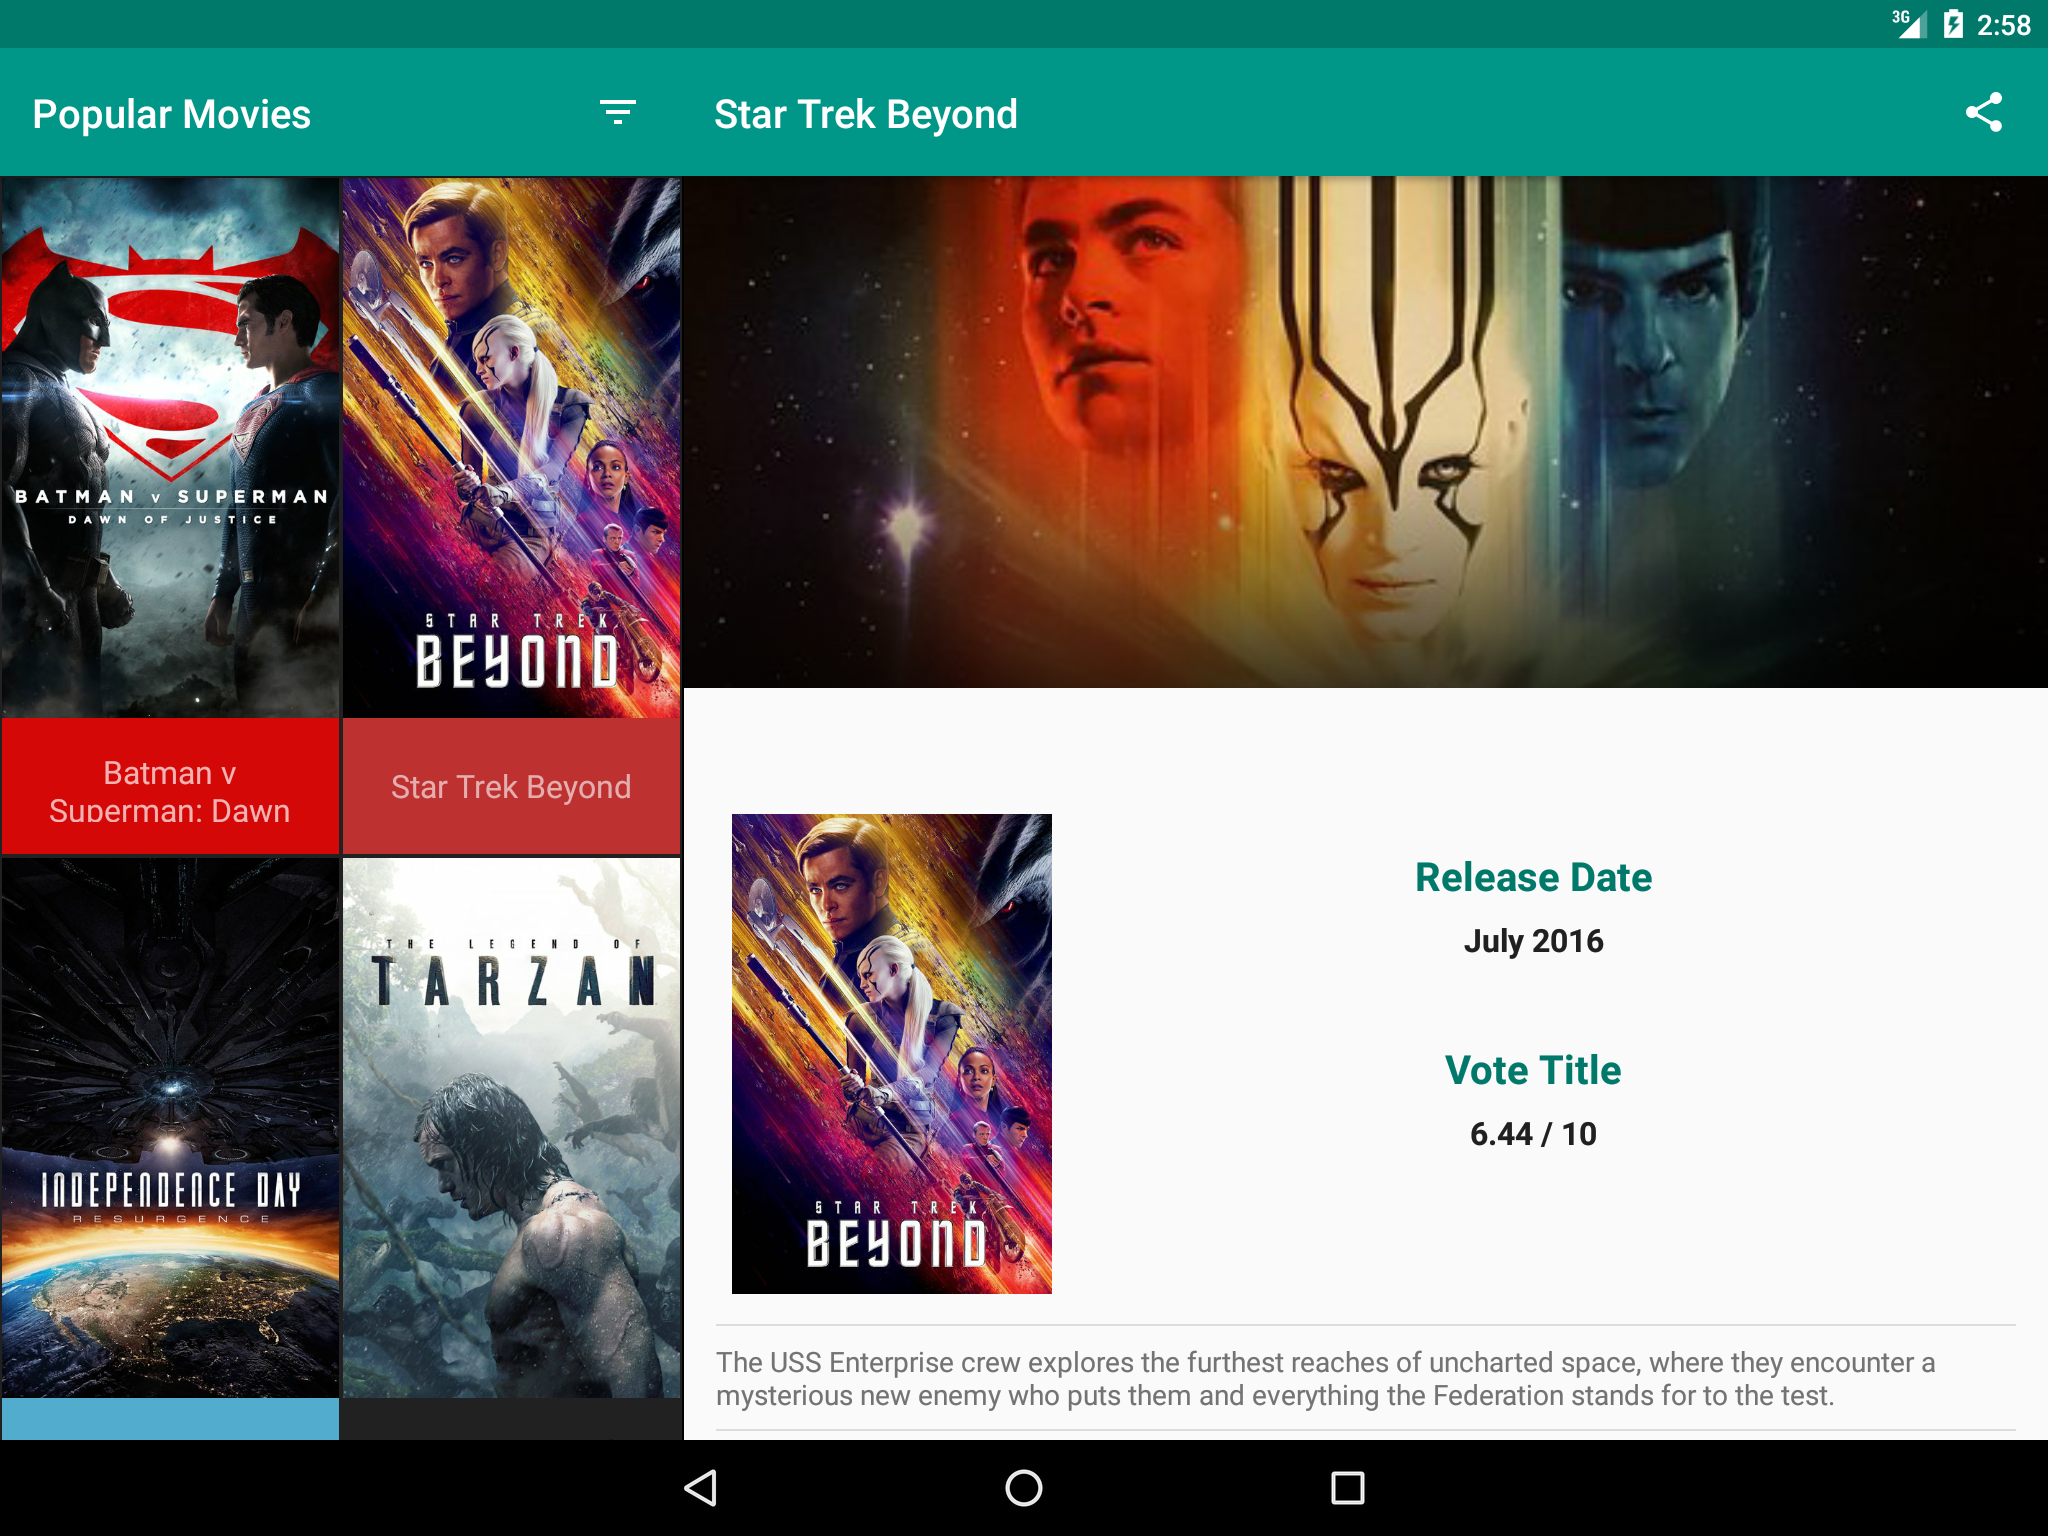 3G
2:58
Popular Movies
Star Trek Beyond
BATMAN v SUPERMAN
DAWN OF JUSTICE
STAR TREK
BEYOND
Batman v
Superman: Dawn
Star Trek Beyond
INDEPENDENCE DAY
RESURGENCE
THE LEGEND OF
TARZAN
STAR TREK
BEYOND
Release Date
July 2016
Vote Title
6.44 / 10
The USS Enterprise crew explores the furthest reaches of uncharted space, where they encounter a
mysterious new enemy who puts them and everything the Federation stands for to the test.